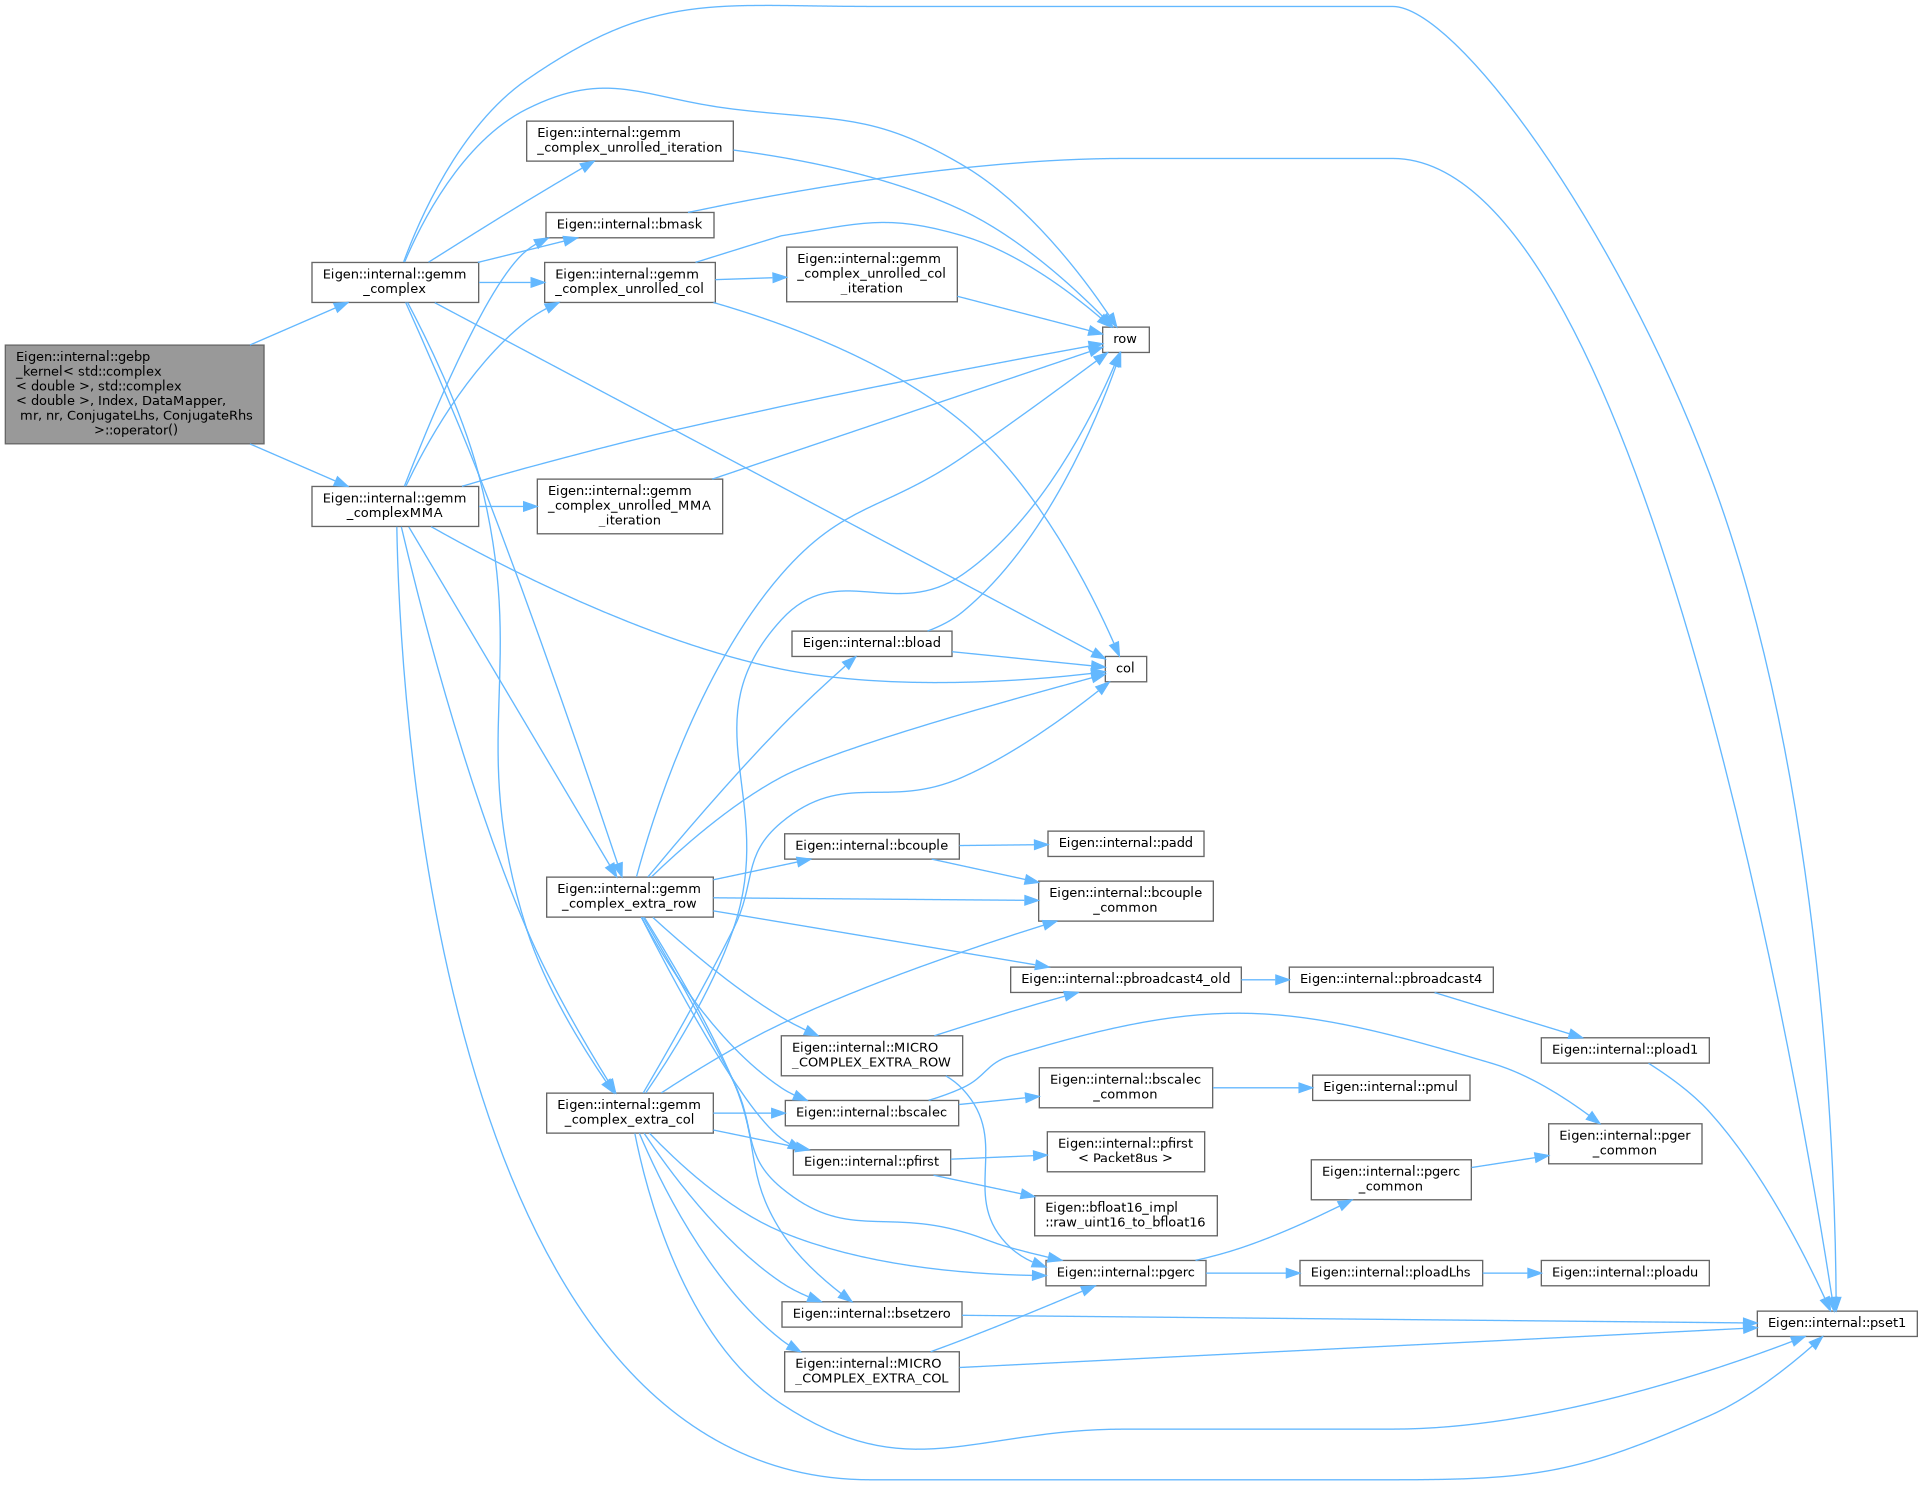 Eigen::internal::gebp
_kernel< std::complex
< double >, std::complex
< double >, Index, DataMapper,
mr, nr, ConjugateLhs, ConjugateRhs
>::operator()
Eigen::internal::gemm
_complex
Eigen::internal::gemm
_complexMMA
Eigen::internal::gemm
_complex_unrolled_iteration
Eigen::internal::bmask
Eigen::internal::gemm
_complex_unrolled_col
Eigen::internal::gemm
_complex_unrolled_MMA
_iteration
Eigen::internal::gemm
_complex_extra_row
Eigen::internal::gemm
_complex_extra_col
Eigen::internal::gemm
_complex_unrolled_col
_iteration
Eigen::internal::bload
Eigen::internal::bcouple
Eigen::internal::MICRO
_COMPLEX_EXTRA_ROW
Eigen::internal::bscalec
Eigen::internal::pfirst
Eigen::internal::bsetzero
Eigen::internal::MICRO
_COMPLEX_EXTRA_COL
row
col
Eigen::internal::padd
Eigen::internal::bcouple
_common
Eigen::internal::pbroadcast4_old
Eigen::internal::bscalec
_common
Eigen::internal::pfirst
< Packet8us >
Eigen::bfloat16_impl
::raw_uint16_to_bfloat16
Eigen::internal::pgerc
Eigen::internal::pbroadcast4
Eigen::internal::pmul
Eigen::internal::pgerc
_common
Eigen::internal::ploadLhs
Eigen::internal::pload1
Eigen::internal::pger
_common
Eigen::internal::ploadu
Eigen::internal::pset1